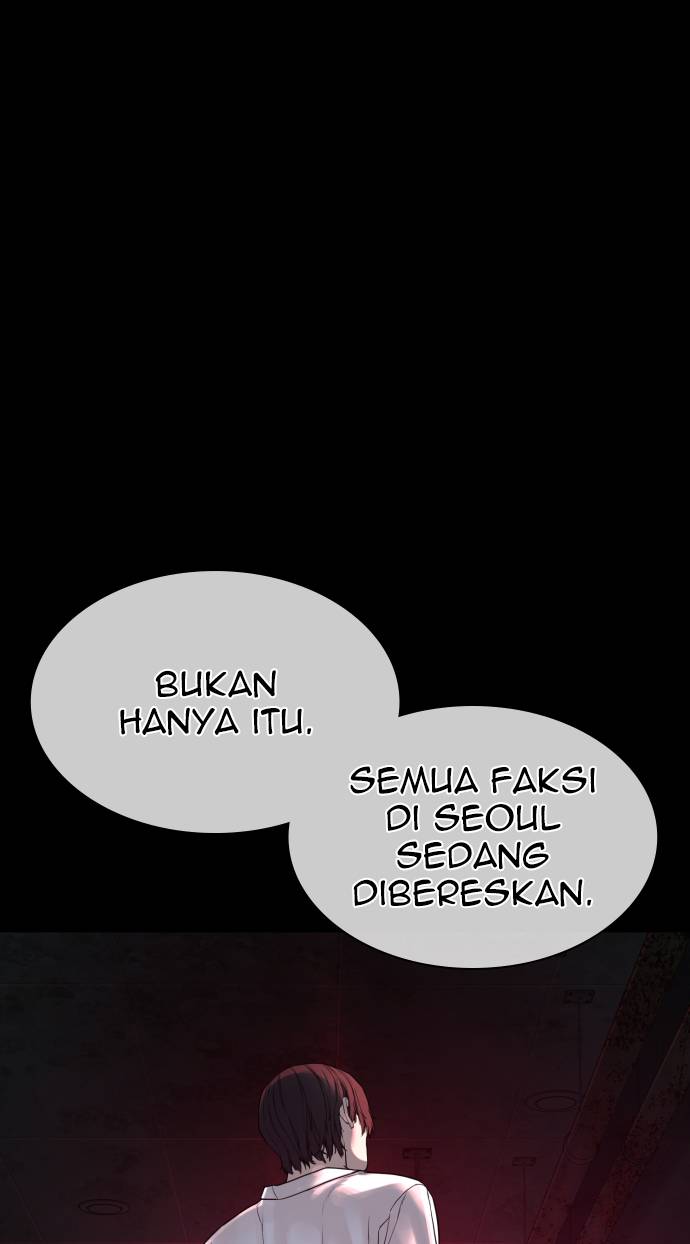 BUKAN
HANYA ITU.
SEMUA FAKSI
DI SEOUL
SEDANG
DIBERESKAN.